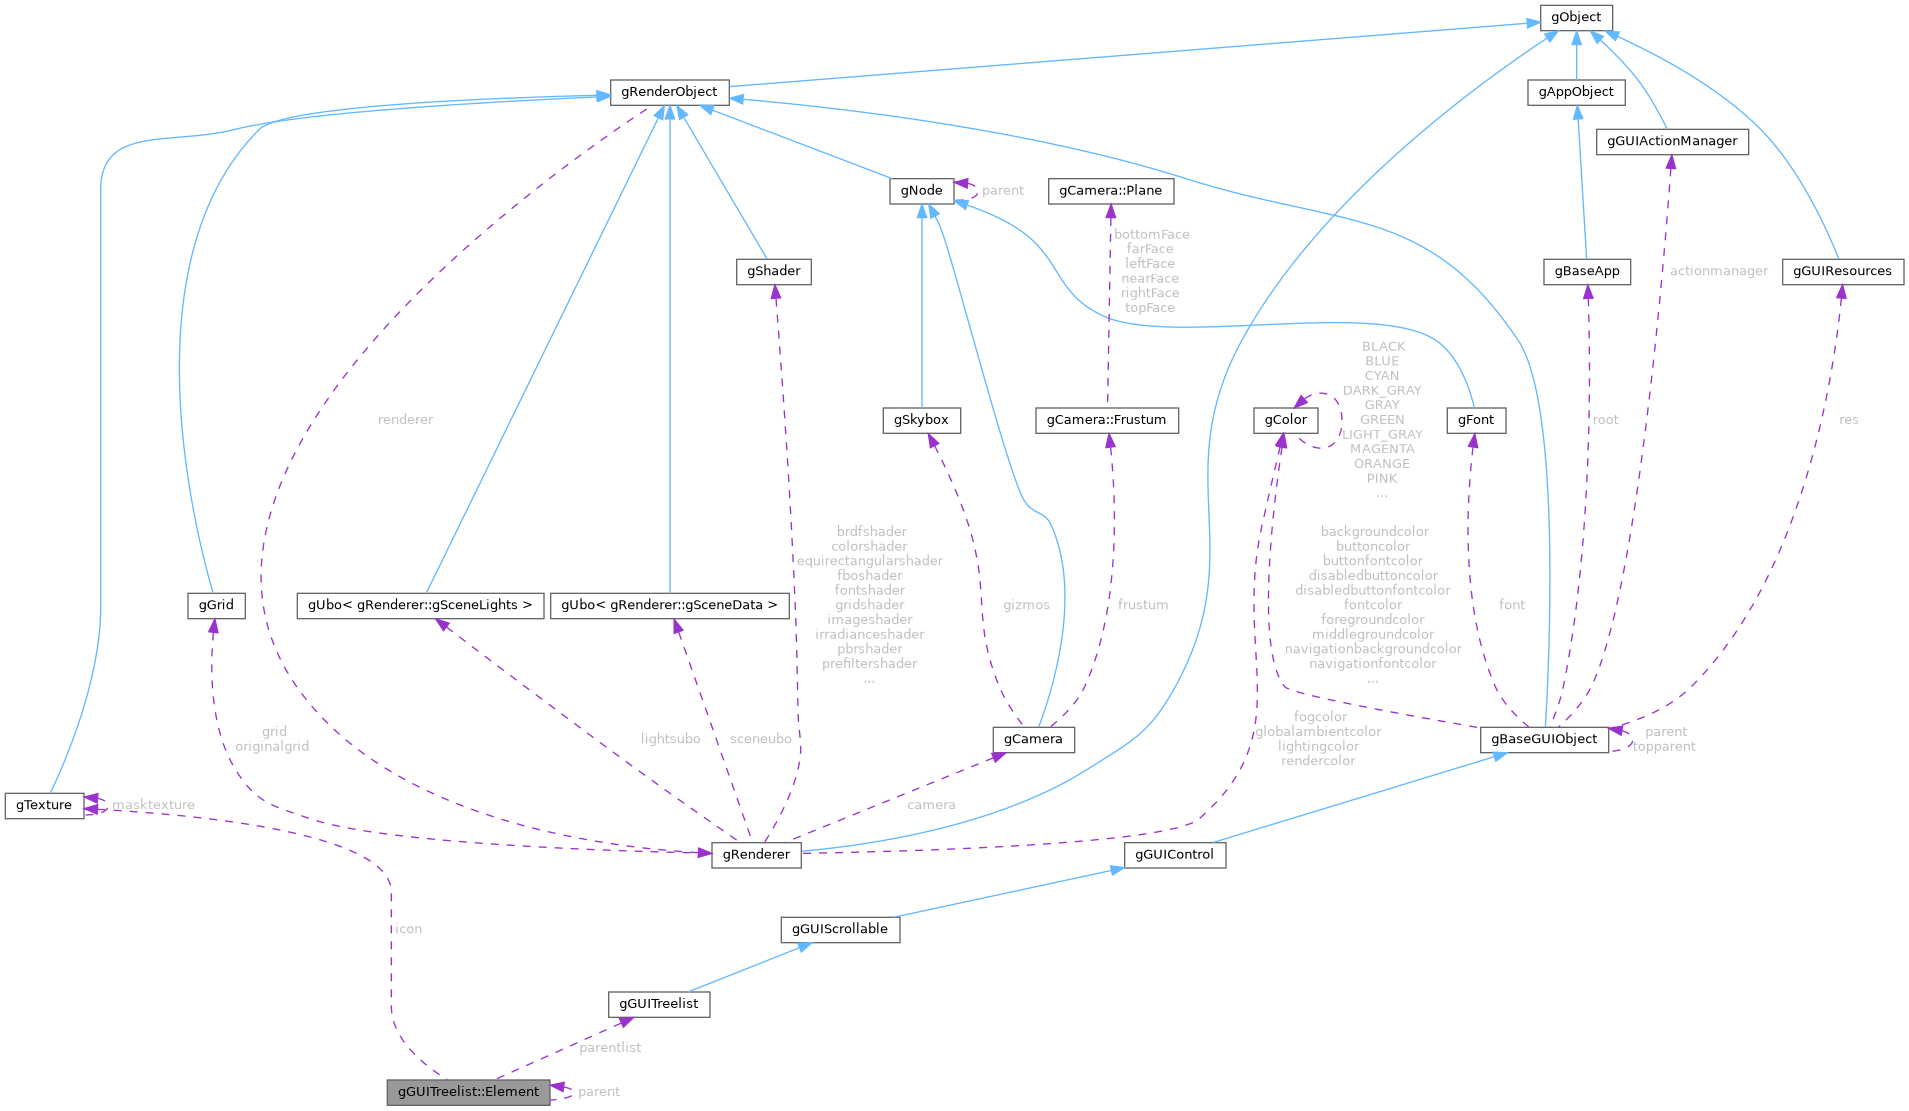 gObject
gRenderObject
gAppObject
gGUIActionManager
gNode
parent
gCamera::Plane
bottomFace
farFace
leftFace
nearFace
rightFace
topFace
gShader
gBaseApp
actionmanager
gGUIResources
BLACK
BLUE
CYAN
DARK_GRAY
GRAY
GREEN
LIGHT_GRAY
MAGENTA
ORANGE
PINK
...
renderer
gSkybox
gCamera::Frustum
gColor
gFont
root
res
brdfshader
colorshader
equirectangularshader
fboshader
fontshader
gridshader
imageshader
irradianceshader
pbrshader
prefiltershader
...
backgroundcolor
buttoncolor
buttonfontcolor
disabledbuttoncolor
disabledbuttonfontcolor
fontcolor
foregroundcolor
middlegroundcolor
navigationbackgroundcolor
navigationfontcolor
...
gGrid
gUbo< gRenderer::gSceneLights >
gUbo< gRenderer::gSceneData >
gizmos
frustum
font
grid
originalgrid
lightsubo
sceneubo
gCamera
fogcolor
globalambientcolor
lightingcolor
rendercolor
gBaseGUIObject
parent
topparent
gTexture
masktexture
camera
gRenderer
gGUIControl
icon
gGUIScrollable
gGUITreelist
parentlist
gGUITreelist::Element
parent